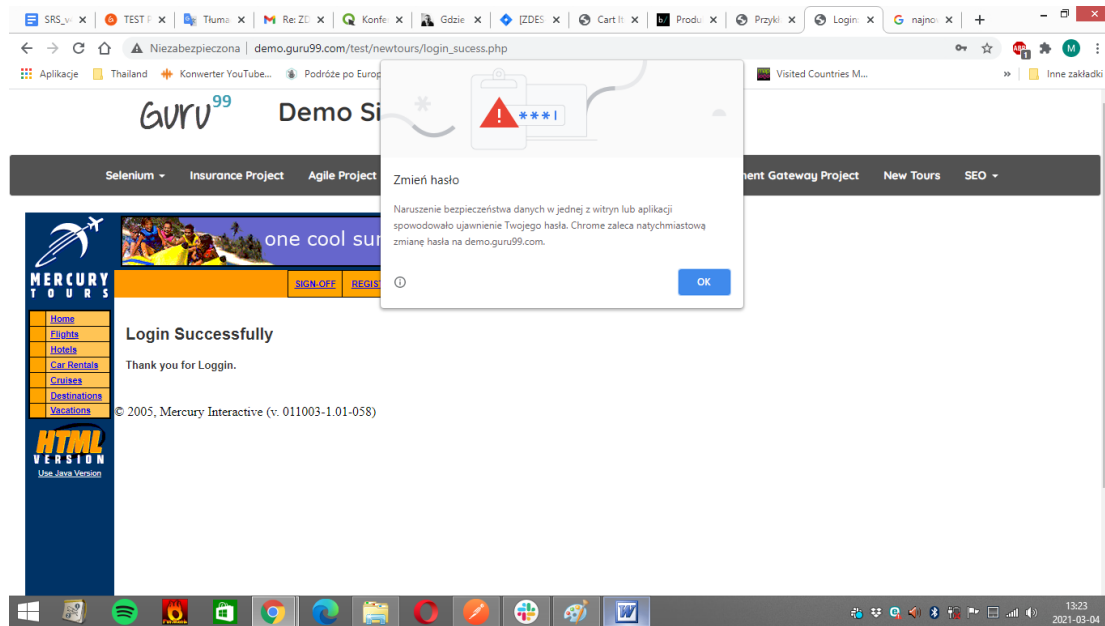 SRS_v
TEST P
Tłuma
Re: ZD
Konfe
Gdzie
[ZDES
Cart It
Produ
Przykł
Login:
najnow
Niezabezpieczona | demo.guru99.com/test/newtours/login_sucess.php
M
Aplikacje
Thailand
Konwerter YouTube...
Podróże po Europ
Visited Countries M...
»
Inne zakładki
Guru99
Demo Si
***|
Selenium
Insurance Project
Agile Project
ent Gateway Project
New Tours
SEO
Zmień hasło
Naruszenie bezpieczeństwa danych w jednej z witryn lub aplikacji
spowodowało ujawnienie Twojego hasła. Chrome zaleca natychmiastową
zmianę hasła na demo.guru99.com.
OK
one cool sur
MERCURY
TOURS
SIGN-OFF
REGIS
Home
Flights
Hotels
Car Rentals
Cruises
Destinations
Vacations
Login Successfully
Thank you for Loggin.
© 2005, Mercury Interactive (v. 011003-1.01-058)
HTML
VERSION
Use Java Version
13:23
2021-03-04